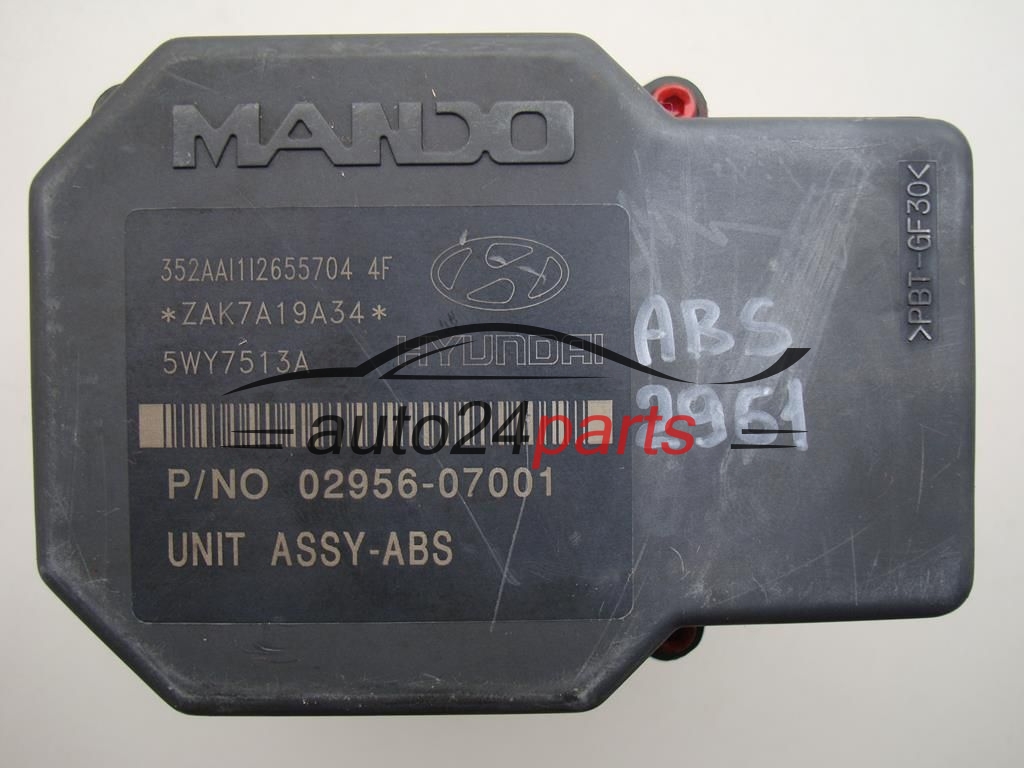 MANDO
352AAI1I2655704 4F
*ZAK7A19A34*
5WY7513A
HYUNDAI
P/NO 02956-07001
UNIT ASSY-ABS
ABS
2961
>PBT-GF30<
auto24parts